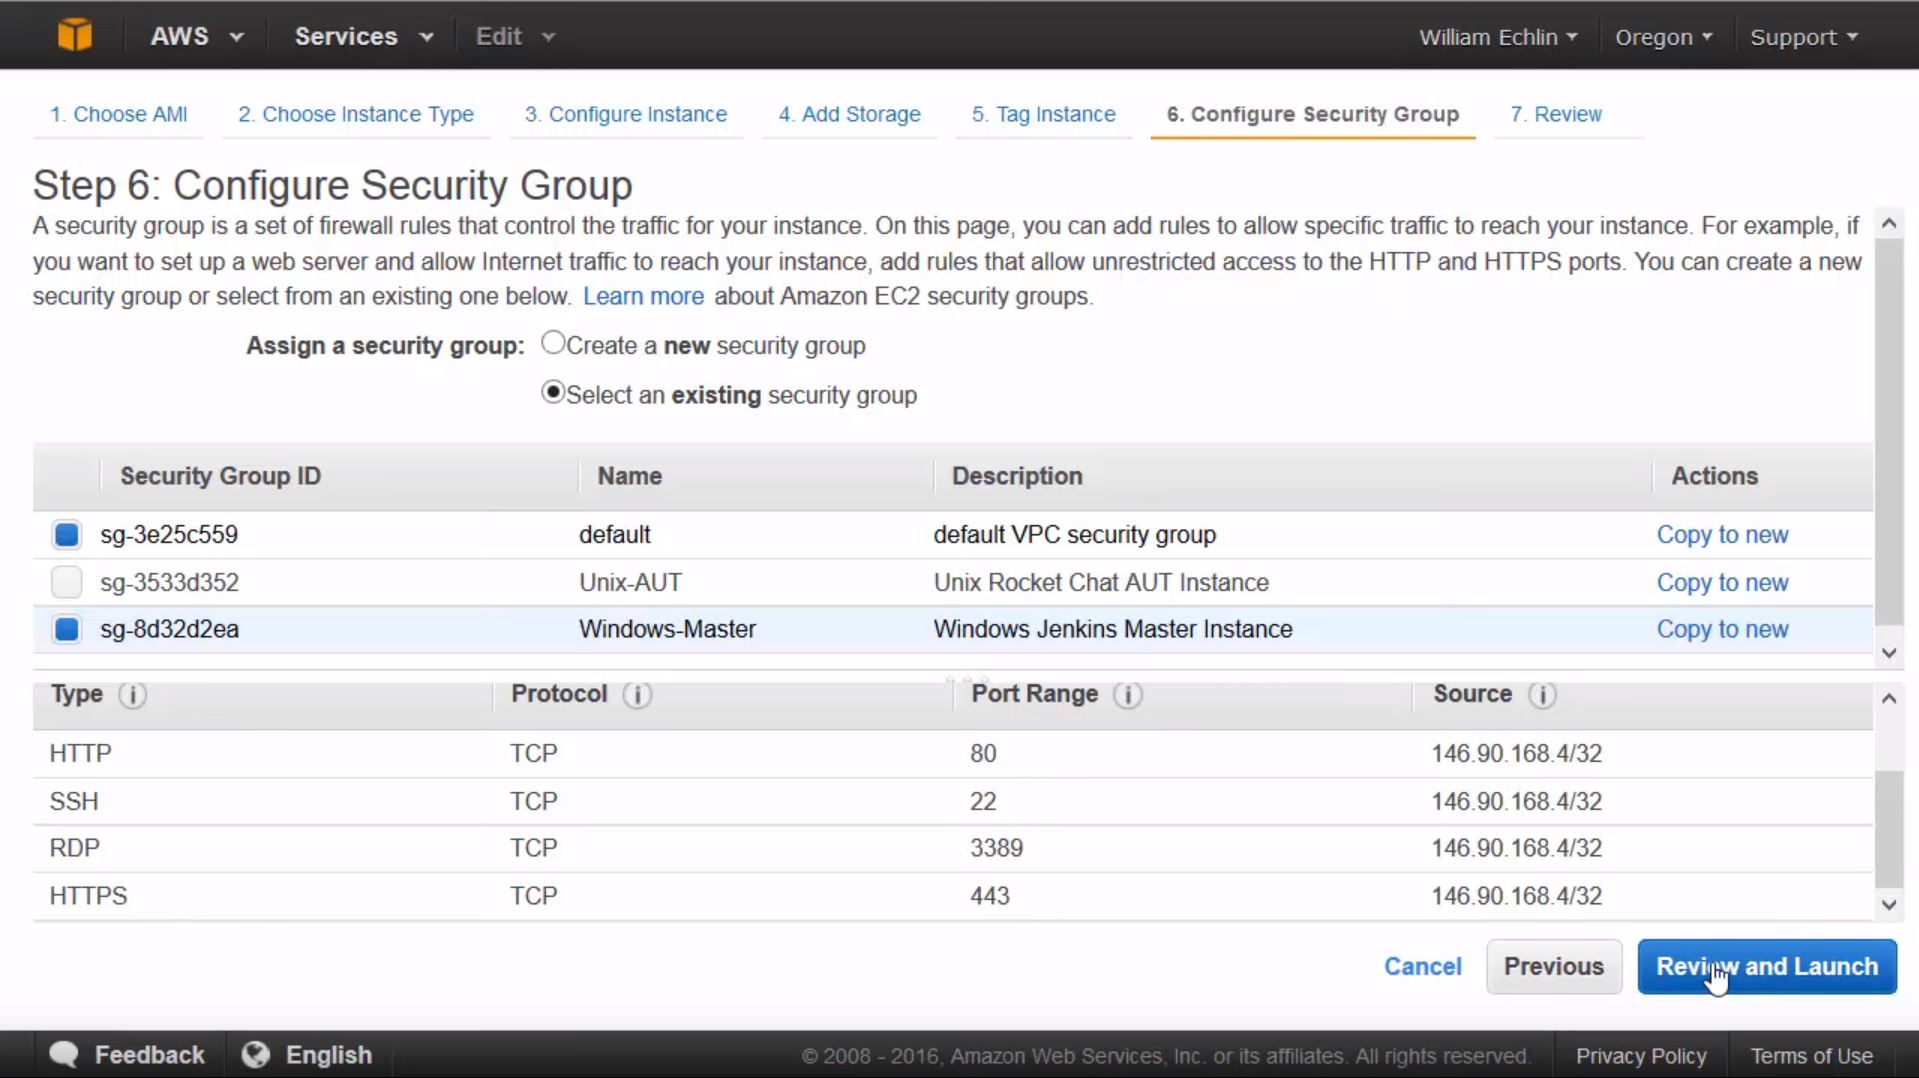 AWS Services Edit William Echlin Oregon Support
1. Choose AMI 2. Choose Instance Type 3. Configure Instance 4. Add Storage 5. Tag Instance 6. Configure Security Group 7. Review
Step 6: Configure Security Group
A security group is a set of firewall rules that control the traffic for your instance. On this page, you can add rules to allow specific traffic to reach your instance. For example, if
you want to set up a web server and allow Internet traffic to reach your instance, add rules that allow unrestricted access to the HTTP and HTTPS ports. You can create a new
security group or select from an existing one below. Learn more about Amazon EC2 security groups.
Assign a security group: Create a new security group
Select an existing security group
Security Group ID Name Description Actions
sg-3e25c559 default default VPC security group Copy to new
sg-3533d352 Unix-AUT Unix Rocket Chat AUT Instance Copy to new
sg-8d32d2ea Windows-Master Windows Jenkins Master Instance Copy to new
Type Protocol Port Range Source
HTTP TCP 80 146.90.168.4/32
SSH TCP 22 146.90.168.4/32
RDP TCP 3389 146.90.168.4/32
HTTPS TCP 443 146.90.168.4/32
Cancel Previous Review and Launch
Feedback English © 2008 - 2016, Amazon Web Services, Inc. or its affiliates. All rights reserved. Privacy Policy Terms of Use